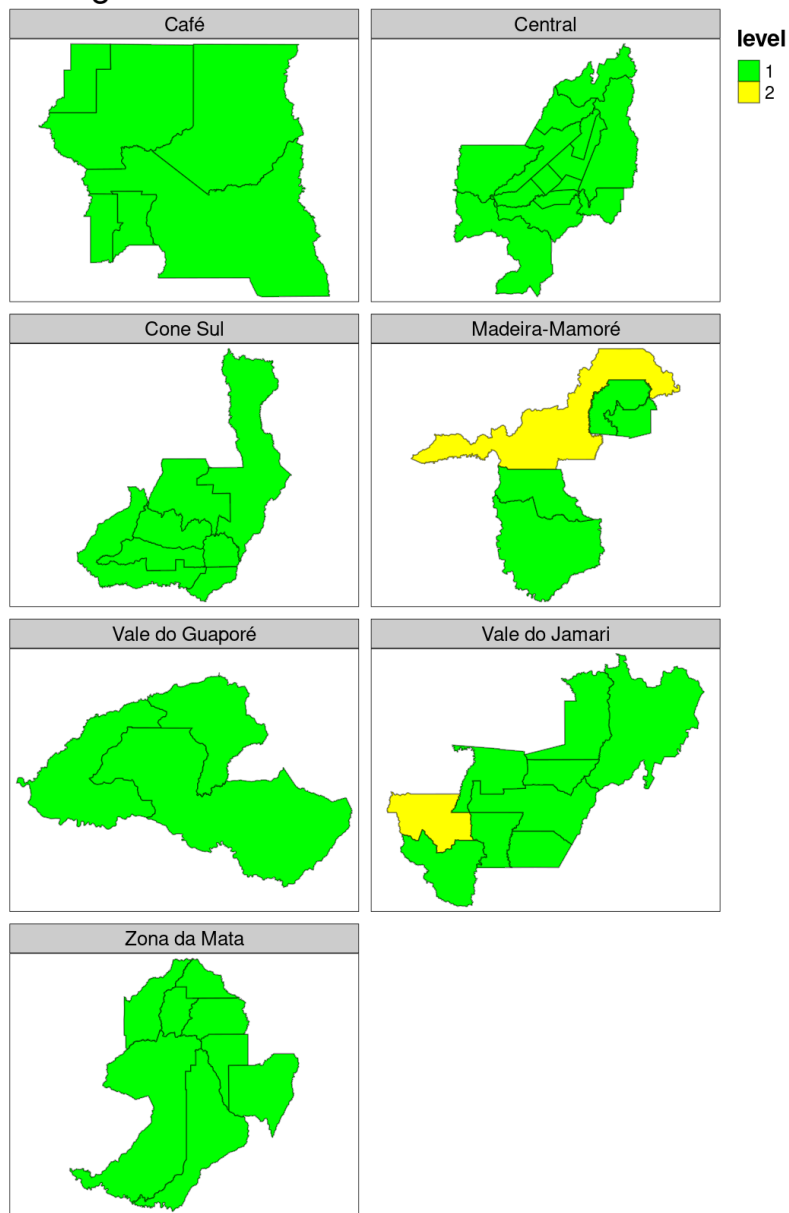 Café
Central
level
1
2
Cone Sul
Madeira-Mamoré
Vale do Guaporé
Vale do Jamari
Zona da Mata